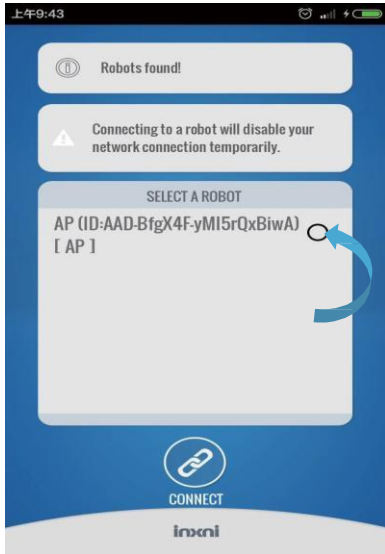 上午9:43
Robots found!
Connecting to a robot will disable your
network connection temporarily.
SELECT A ROBOT
AP (ID:AAD-BfgX4F-yMI5rQxBiwA)
[ AP ]
CONNECT
inxni